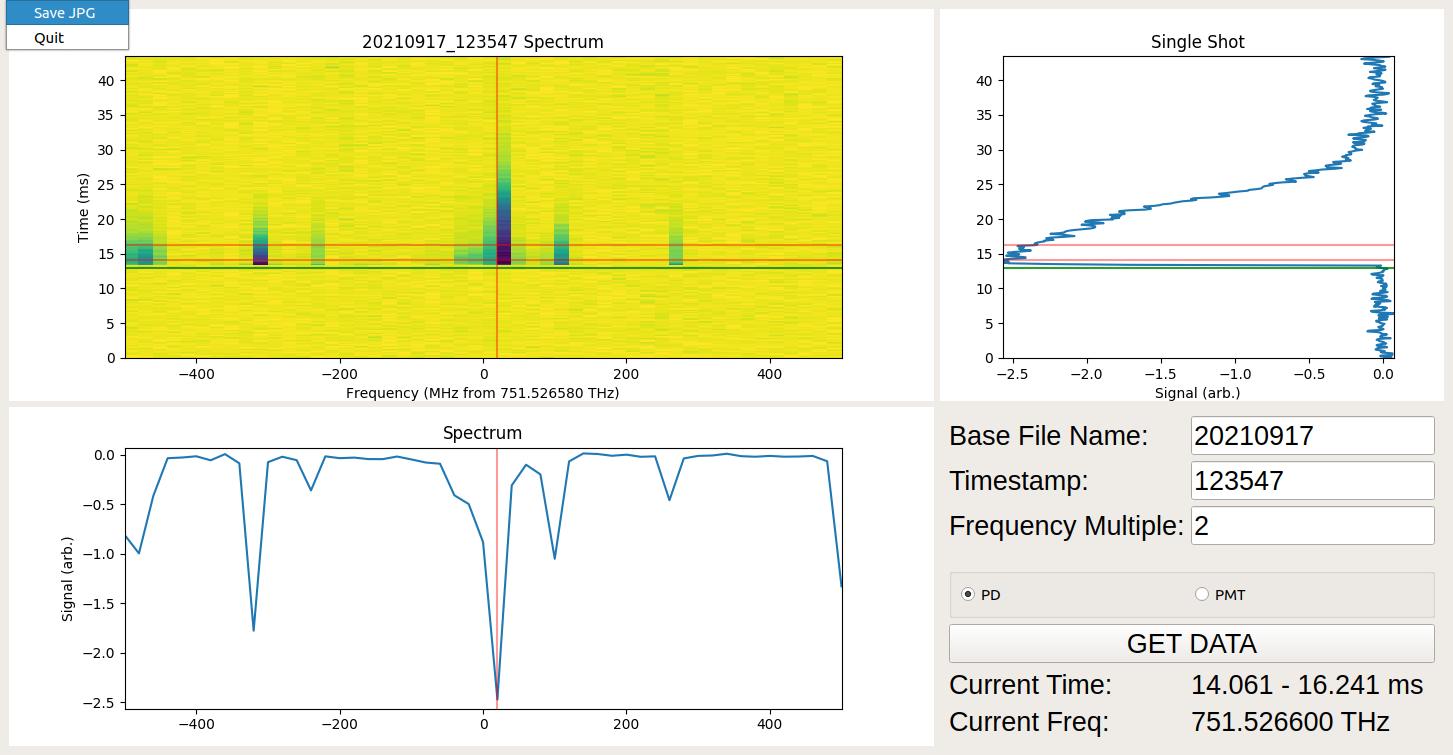 Save JPG
Quit
20210917_123547 Spectrum
40
35
30
25
20
15
10
5
0
Time (ms)
−400
−200
0
200
400
Frequency (MHz from 751.526580 THz)
Single Shot
40
35
30
25
20
15
10
5
0
−2.5
−2.0
−1.5
−1.0
−0.5
0.0
Signal (arb.)
Spectrum
0.0
−0.5
−1.0
−1.5
−2.0
−2.5
Signal (arb.)
−400
−200
0
200
400
Base File Name: 20210917
Timestamp: 123547
Frequency Multiple: 2
PD PMT
GET DATA
Current Time: 14.061 - 16.241 ms
Current Freq: 751.526600 THz